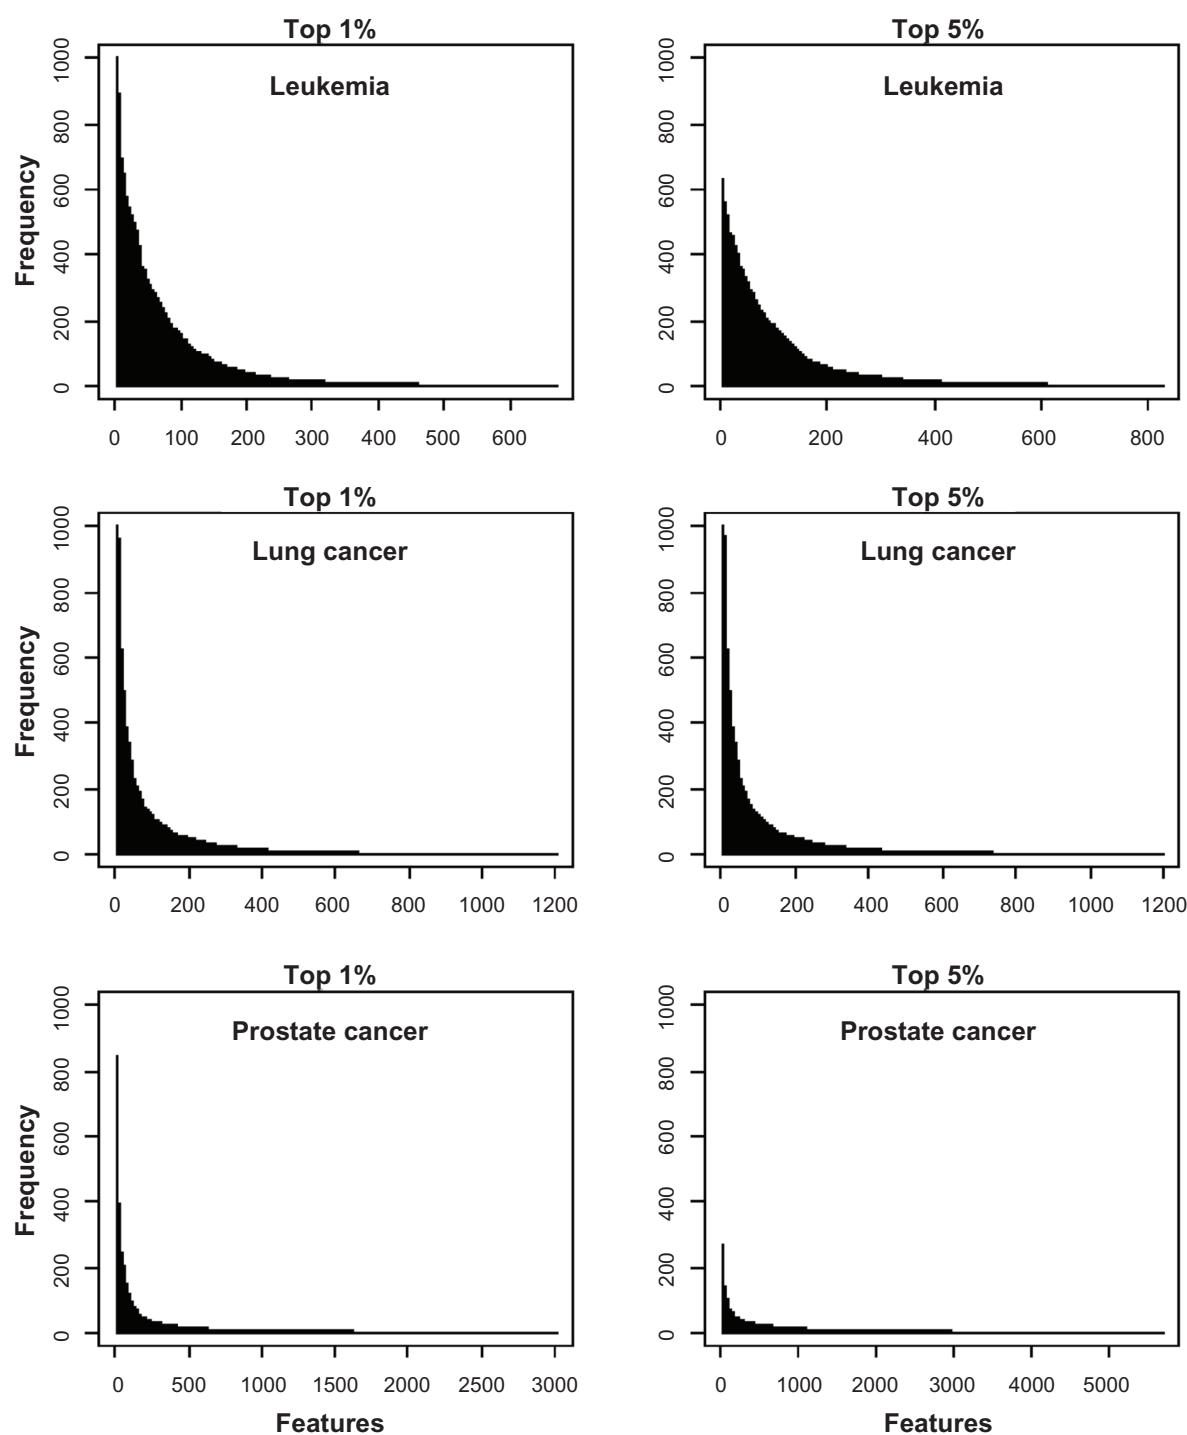 Top 1%
Leukemia
Frequency
0 200 400 600 800 1000
0 100 200 300 400 500 600
Top 5%
Leukemia
0 200 400 600 800 1000
0 200 400 600 800
Top 1%
Lung cancer
Frequency
0 200 400 600 800 1000
0 200 400 600 800 1000 1200
Top 5%
Lung cancer
0 200 400 600 800 1000
0 200 400 600 800 1000 1200
Top 1%
Prostate cancer
Frequency
0 200 400 600 800 1000
0 500 1000 1500 2000 2500 3000
Features
Top 5%
Prostate cancer
0 200 400 600 800 1000
0 1000 2000 3000 4000 5000
Features